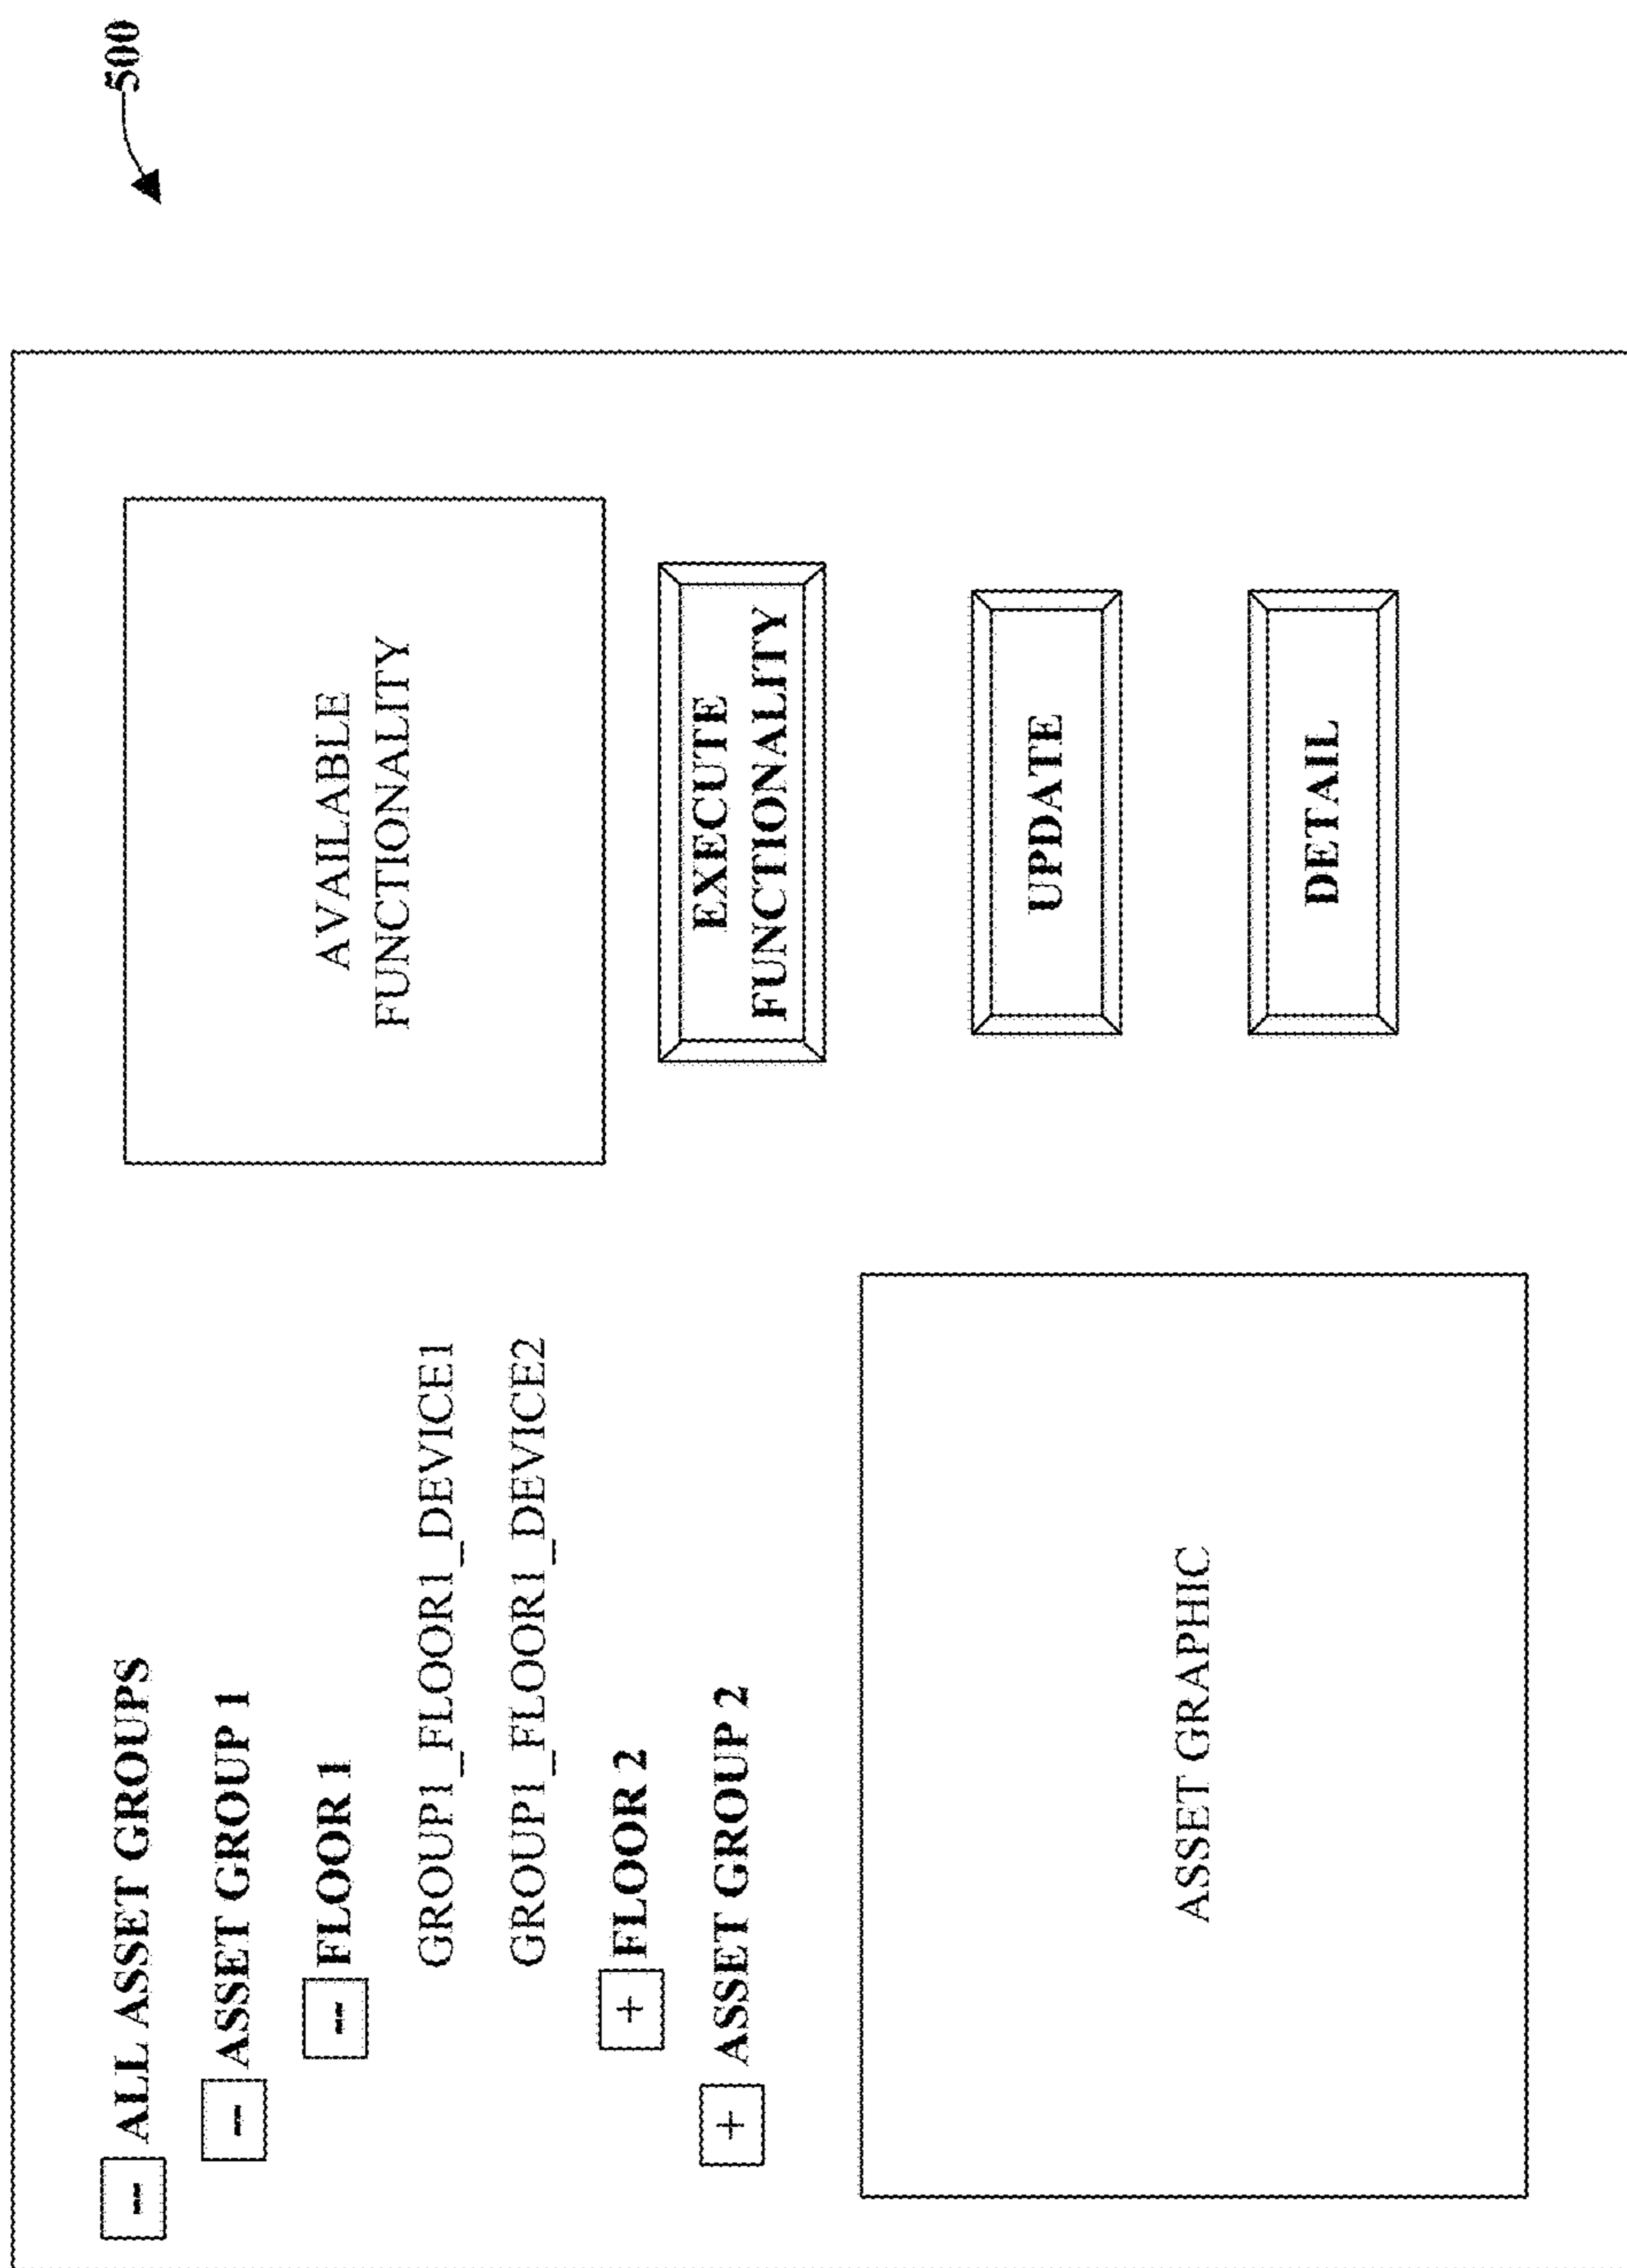 500
− ALL ASSET GROUPS
− ASSET GROUP 1
− FLOOR 1
GROUP1_FLOOR1_DEVICE1
GROUP1_FLOOR1_DEVICE2
+ FLOOR 2
+ ASSET GROUP 2
ASSET GRAPHIC
AVAILABLE
FUNCTIONALITY
EXECUTE
FUNCTIONALITY
UPDATE
DETAIL